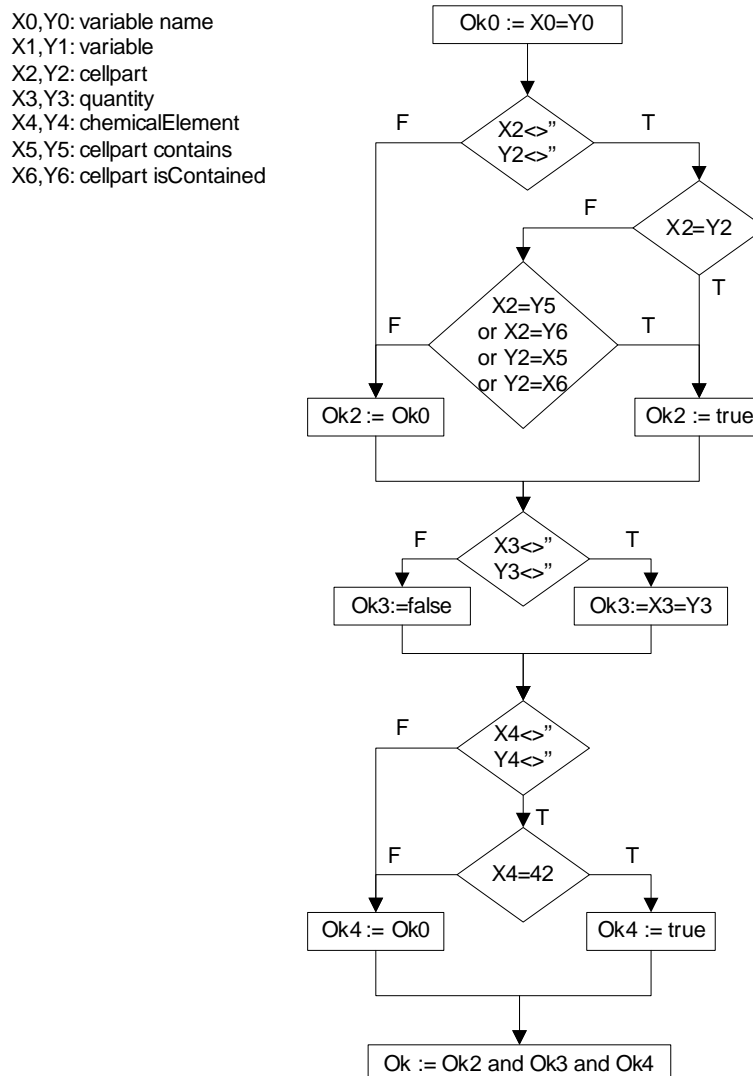 X0,Y0: variable name
X1,Y1: variable
X2,Y2: cellpart
X3,Y3: quantity
X4,Y4: chemicalElement
X5,Y5: cellpart contains
X6,Y6: cellpart isContained
Ok0 := X0=Y0
F
X2<>”
Y2<>”
T
F
X2=Y2
T
F
X2=Y5
or X2=Y6
or Y2=X5
or Y2=X6
T
Ok2 := Ok0
Ok2 := true
F
X3<>”
Y3<>”
T
Ok3:=false
Ok3:=X3=Y3
F
X4<>”
Y4<>”
T
F
X4=42
T
Ok4 := Ok0
Ok4 := true
Ok := Ok2 and Ok3 and Ok4